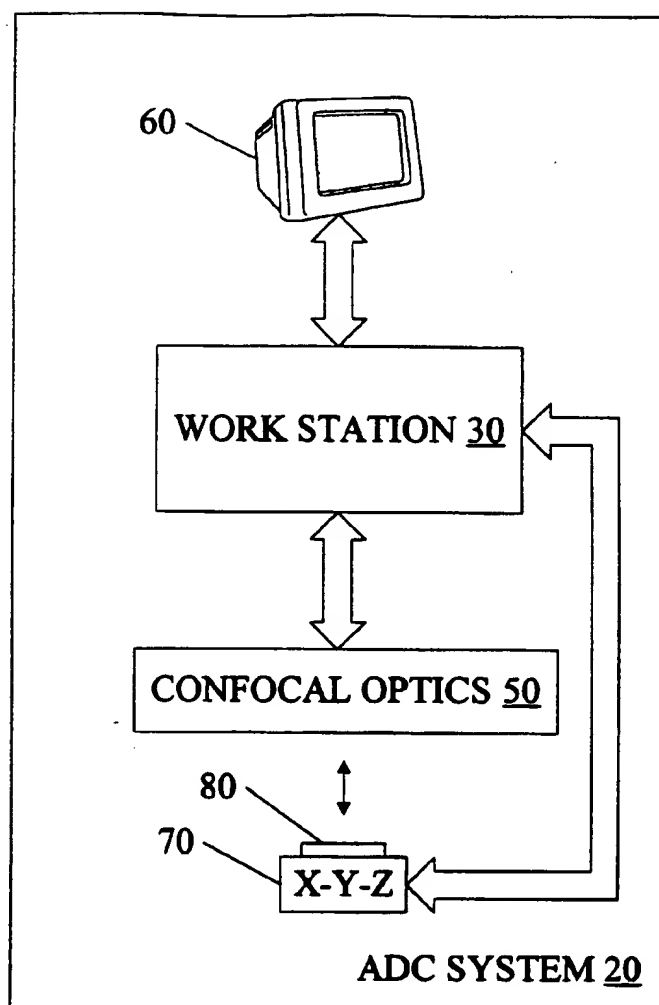 60
WORK STATION 30
CONFOCAL OPTICS 50
80
70
X-Y-Z
ADC SYSTEM 20